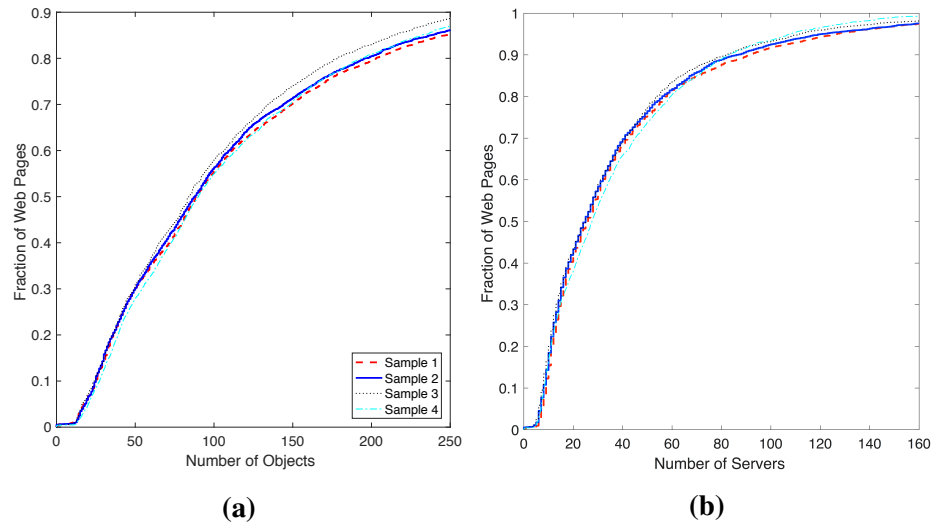 0.9
0.8
0.7
0.6
0.5
0.4
0.3
0.2
0.1
0
Fraction of Web Pages
0 50 100 150 200 250
Number of Objects
Sample 1
Sample 2
Sample 3
Sample 4
(a)
1
0.9
0.8
0.7
0.6
0.5
0.4
0.3
0.2
0.1
0
Fraction of Web Pages
0 20 40 60 80 100 120 140 160
Number of Servers
(b)